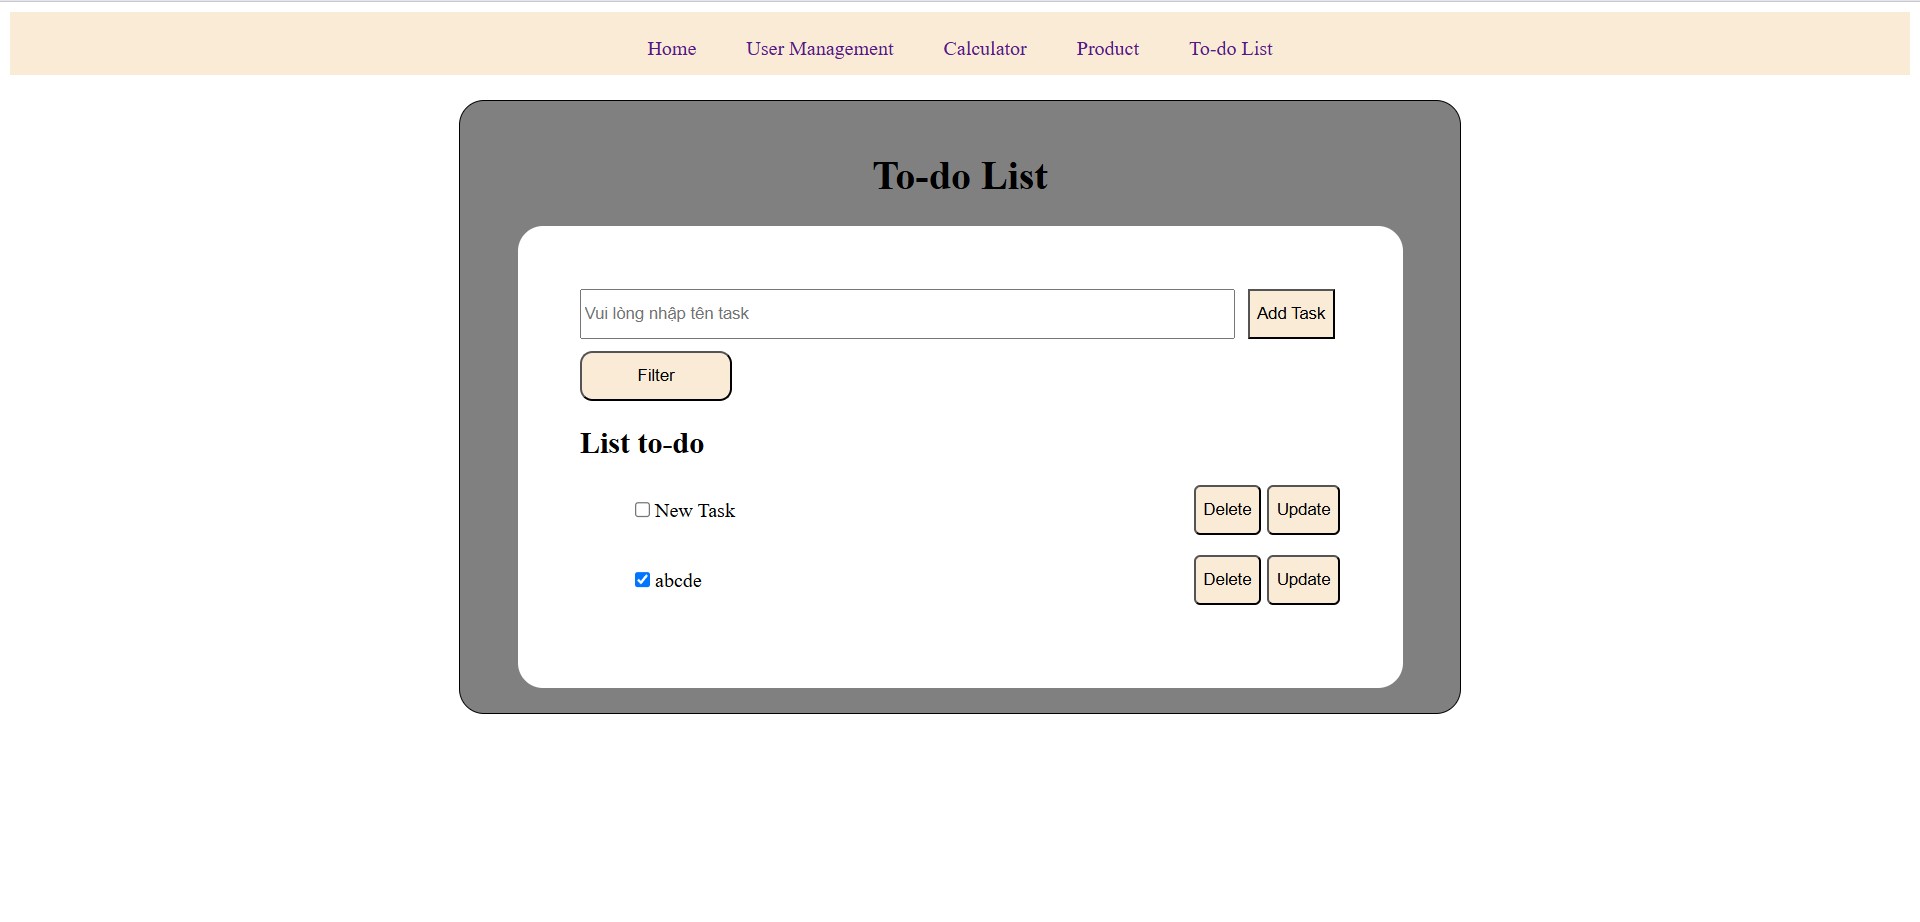 Home User Management Calculator Product To-do List
To-do List
Vui lòng nhập tên task Add Task
Filter
List to-do
New Task Delete Update
abcde Delete Update